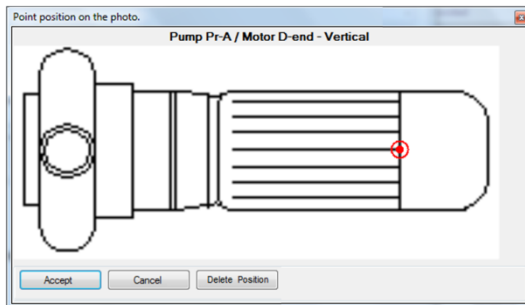 Point position on the photo.
Pump Pr-A / Motor D-end - Vertical
Accept
Cancel
Delete Position